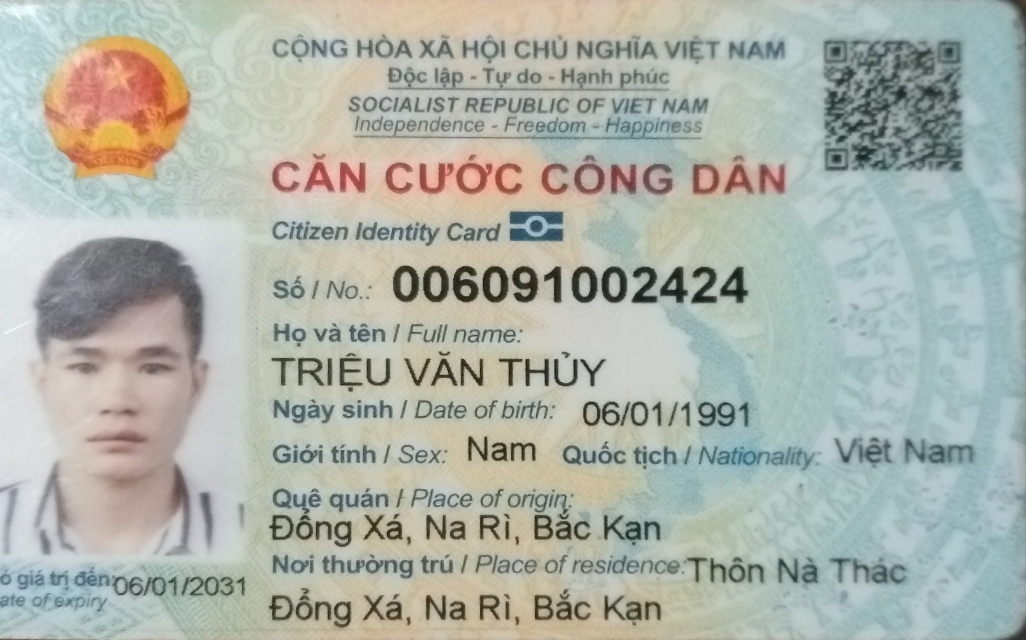 CỘNG HÒA XÃ HỘI CHỦ NGHĨA VIỆT NAM
Độc lập - Tự do - Hạnh phúc
SOCIALIST REPUBLIC OF VIET NAM
Independence - Freedom - Happiness
CĂN CƯỚC CÔNG DÂN
Citizen Identity Card
Số / No.: 006091002424
Họ và tên / Full name:
TRIỆU VĂN THỦY
Ngày sinh / Date of birth: 06/01/1991
Giới tính / Sex: Nam Quốc tịch / Nationality: Việt Nam
Quê quán / Place of origin:
Đổng Xá, Na Rì, Bắc Kạn
Nơi thường trú / Place of residence: Thôn Nà Thác
Đổng Xá, Na Rì, Bắc Kạn
giá trị đến: 06/01/2031
of expiry